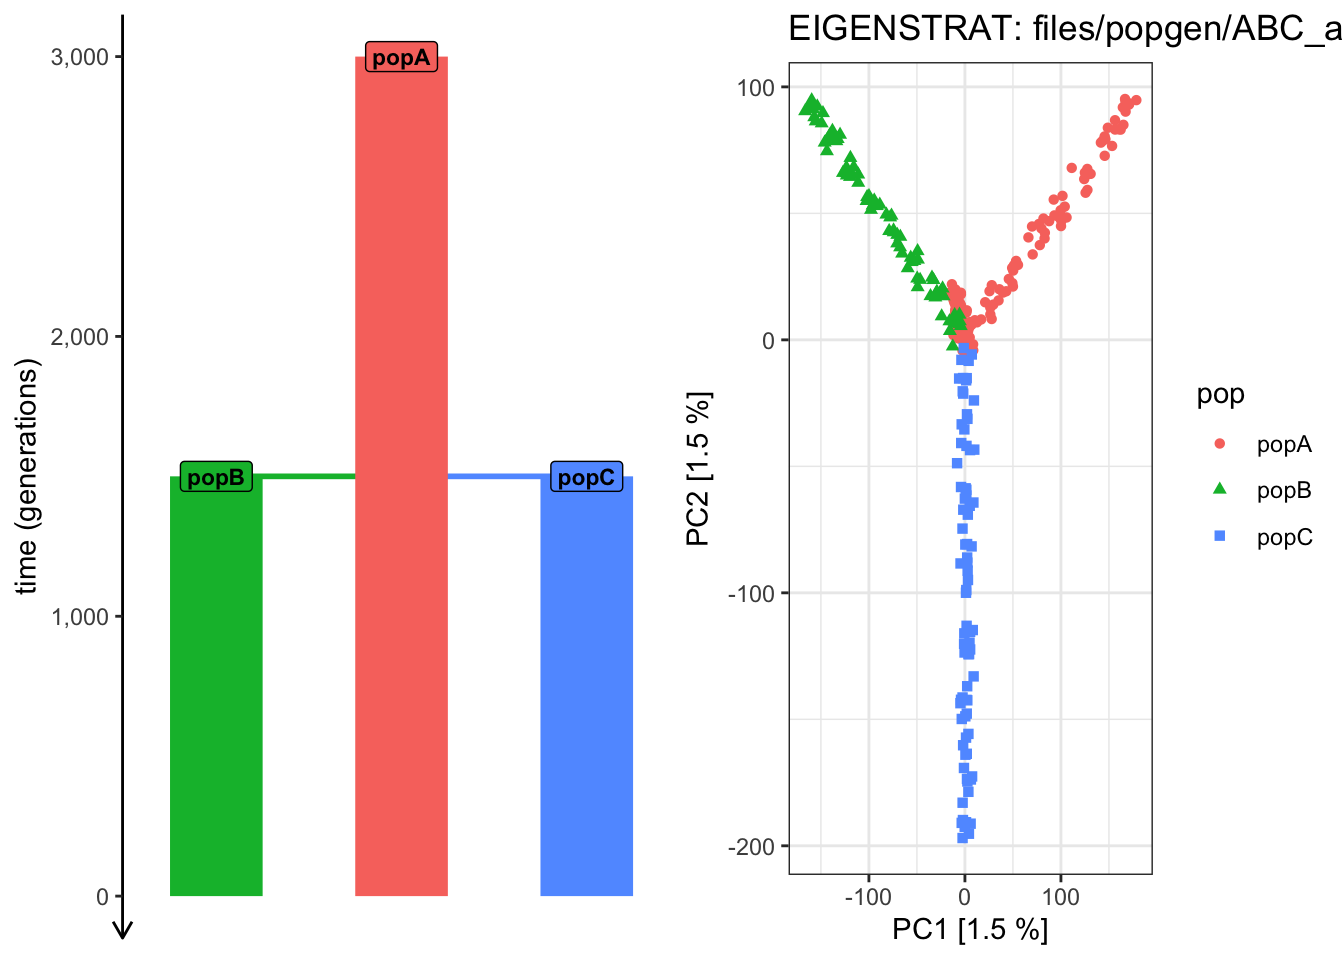 time (generations)
3,000
2,000
1,000
0
popA
popB
popC
EIGENSTRAT: files/popgen/ABC_a
PC2 [1.5 %]
100
0
-100
-200
-100
0
100
PC1 [1.5 %]
pop
popA
popB
popC